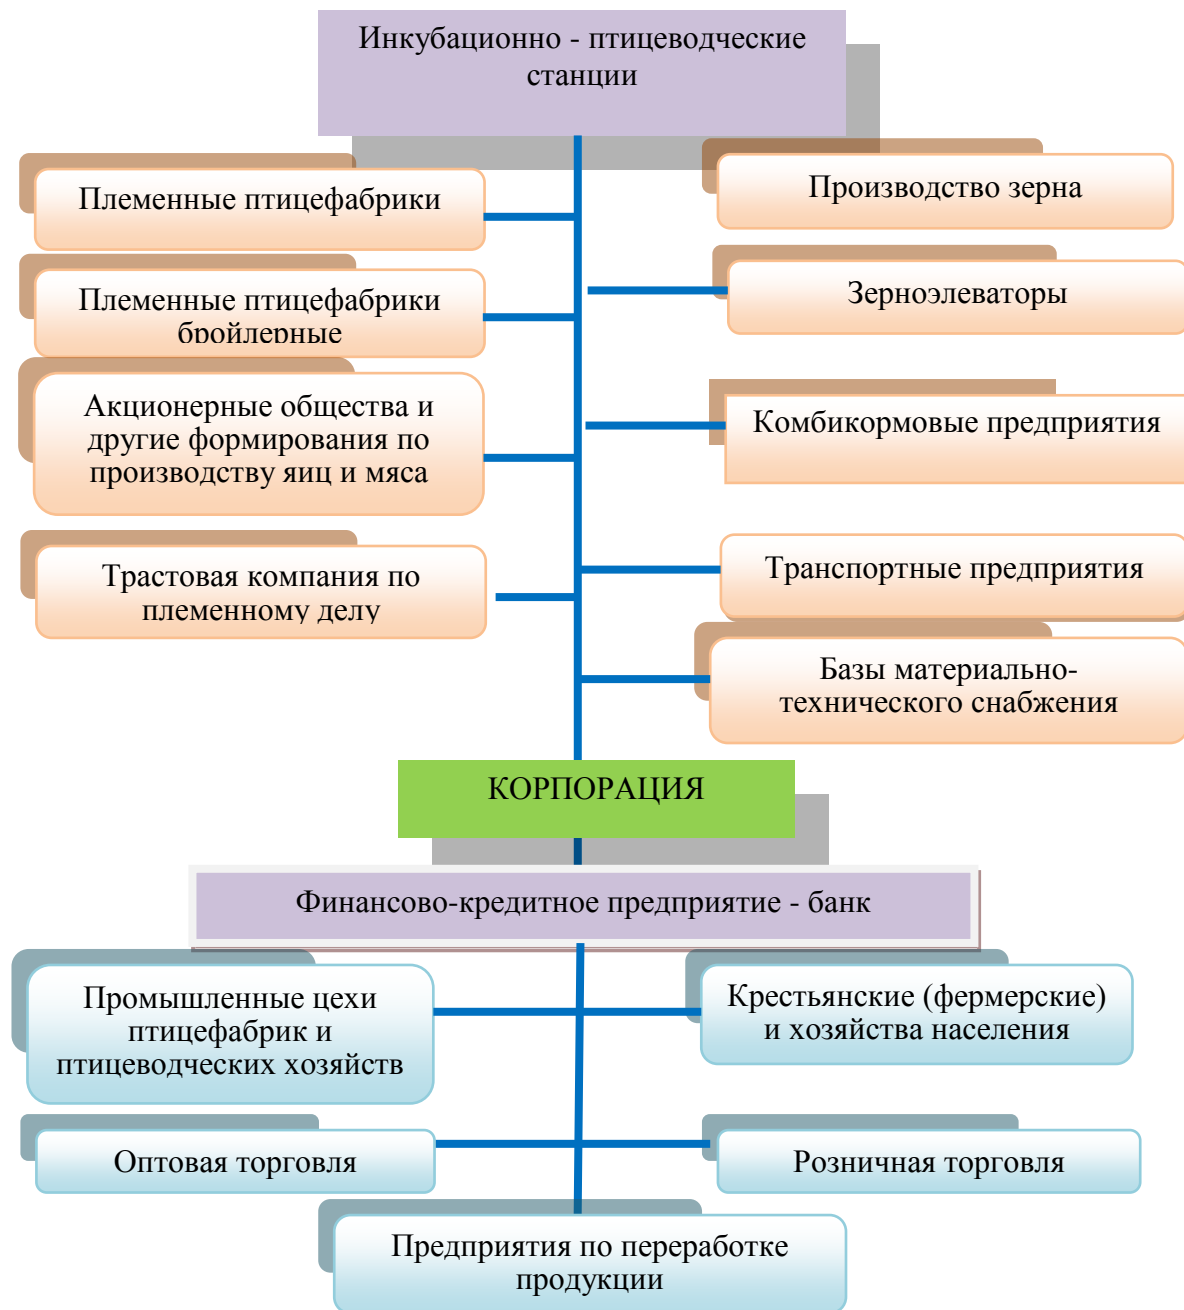 Инкубационно - птицеводческие
станции
Племенные птицефабрики
Производство зерна
Племенные птицефабрики
бройлерные
Зерноэлеваторы
Акционерные общества и
другие формирования по
производству яиц и мяса
Комбикормовые предприятия
Трастовая компания по
племенному делу
Транспортные предприятия
Базы материально-
технического снабжения
КОРПОРАЦИЯ
Финансово-кредитное предприятие - банк
Промышленные цехи
птицефабрик и
птицеводческих хозяйств
Крестьянские (фермерские)
и хозяйства населения
Оптовая торговля
Розничная торговля
Предприятия по переработке
продукции